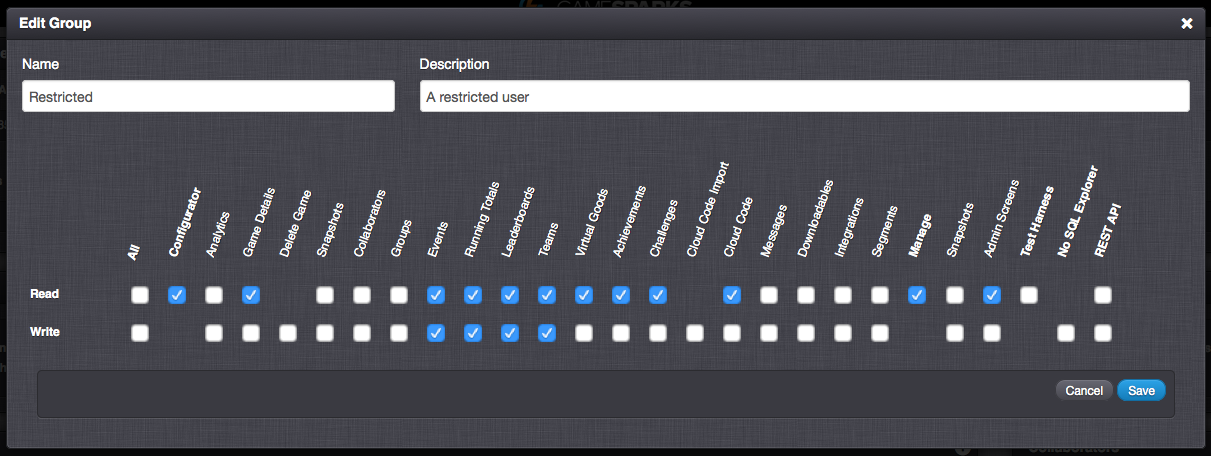 GAMESPARKS
Edit Group
Name
Description
Restricted
A restricted user
All
Configurator
Analytics
Game Details
Delete Game
Snapshots
Collaborators
Groups
Events
Running Totals
Leaderboards
Teams
Virtual Goods
Achievements
Challenges
Cloud Code Import
Cloud Code
Messages
Downloadables
Integrations
Segments
Manage
Snapshots
Admin Screens
Test Harness
No SQL Explorer
REST API
Read
Write
Cancel
Save
Collaborators